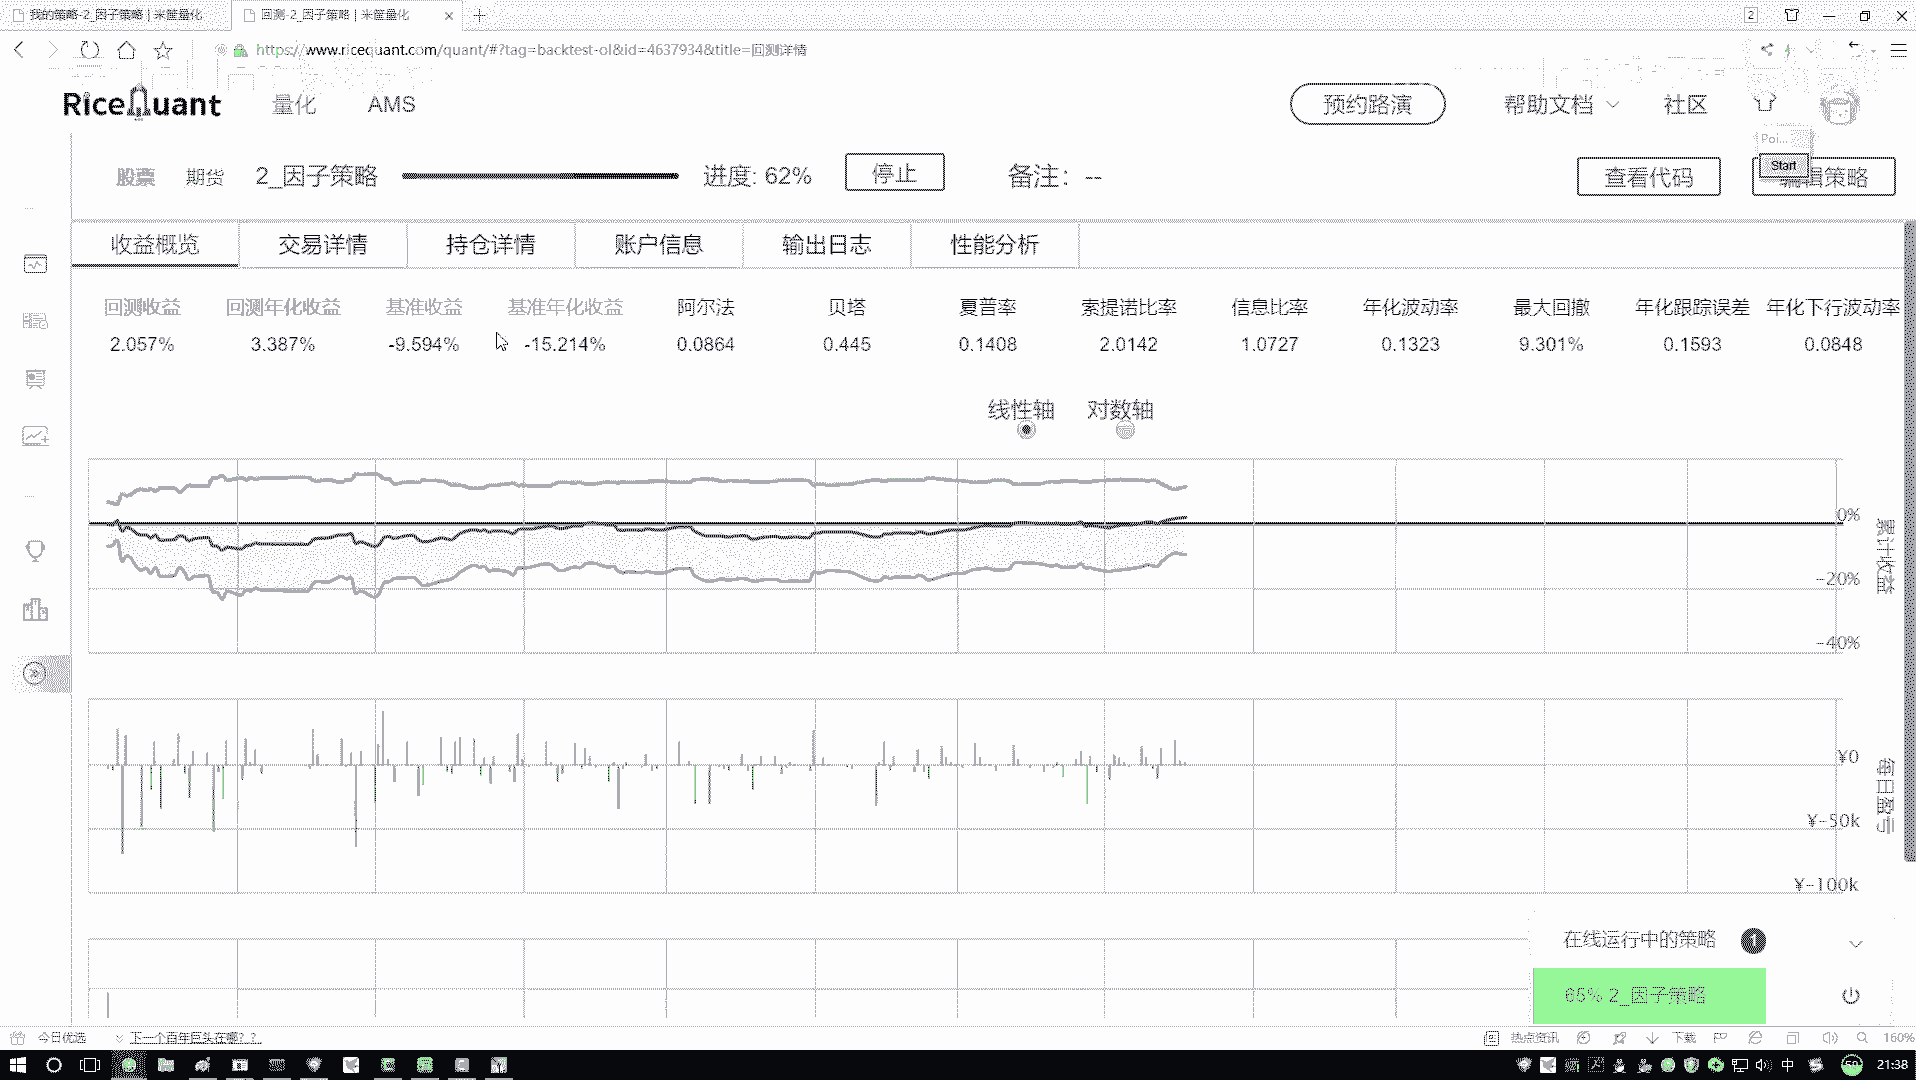 我的策略-2_因子策略 | 米筐量化
回测-2_因子策略 | 米筐量化
2
https://www.ricequant.com/quant/#?tag=backtest-ol&id=4637934&title=回测详情
RiceQuant
量化
AMS
预约路演
帮助文档
社区
Poi...
Start
股票
期货
2_因子策略
进度: 62%
停止
备注: --
查看代码
编辑策略
收益概览
交易详情
持仓详情
账户信息
输出日志
性能分析
回测收益 回测年化收益 基准收益 基准年化收益 阿尔法 贝塔 夏普率 索提诺比率 信息比率 年化波动率 最大回撤 年化跟踪误差 年化下行波动率
2.057% 3.387% -9.594% -15.214% 0.0864 0.445 0.1408 2.0142 1.0727 0.1323 9.301% 0.1593 0.0848
线性轴 对数轴
0%
-20%
-40%
累计收益
¥0
¥-50k
¥-100k
每日盈亏
在线运行中的策略 1
65% 2_因子策略
今日优选
下一个百年巨头在哪？？
热点资讯
下载
160%
中
59
21:38